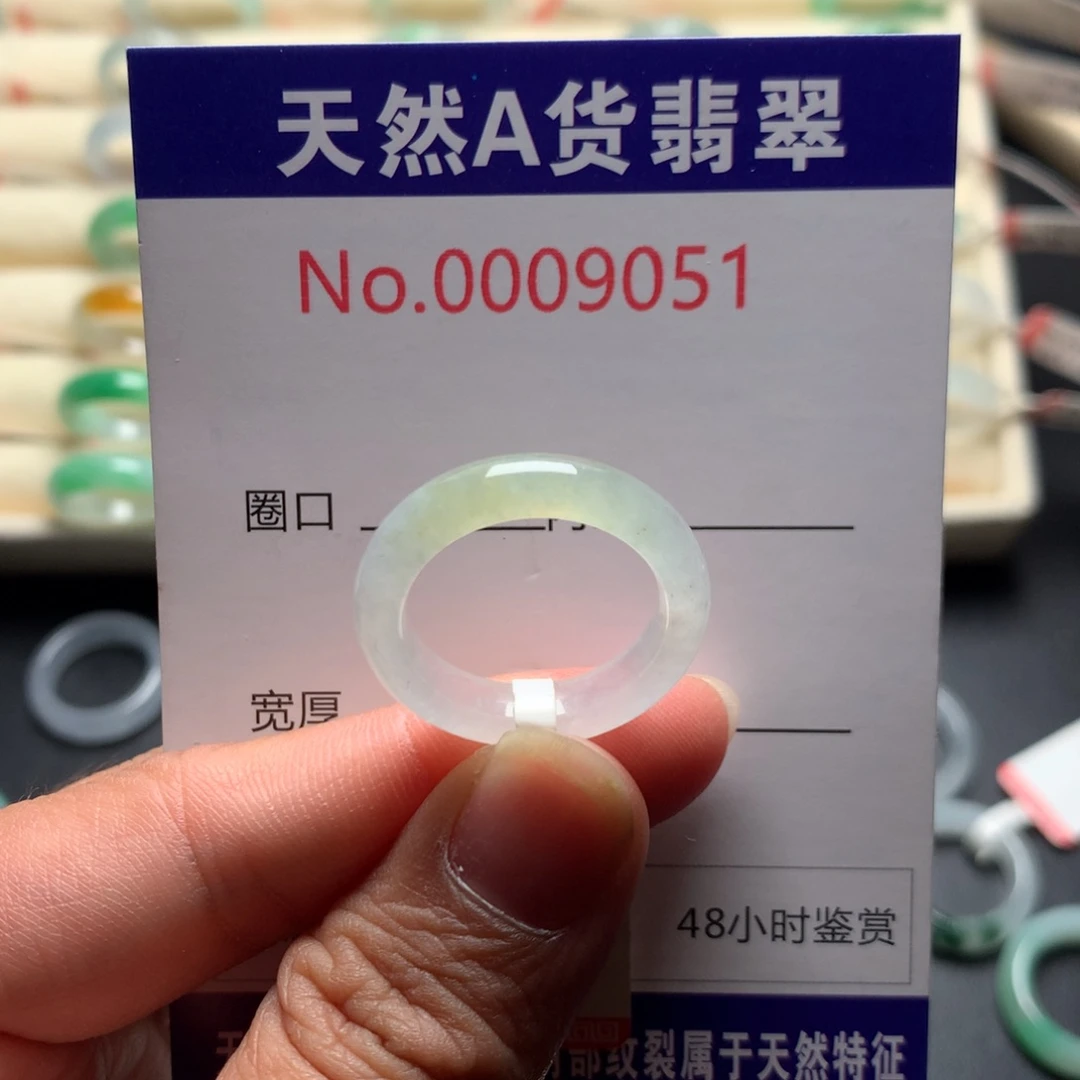 天然A货翡翠
No.0009051
圈口
宽厚
48小时鉴赏
部纹裂属于天然特征